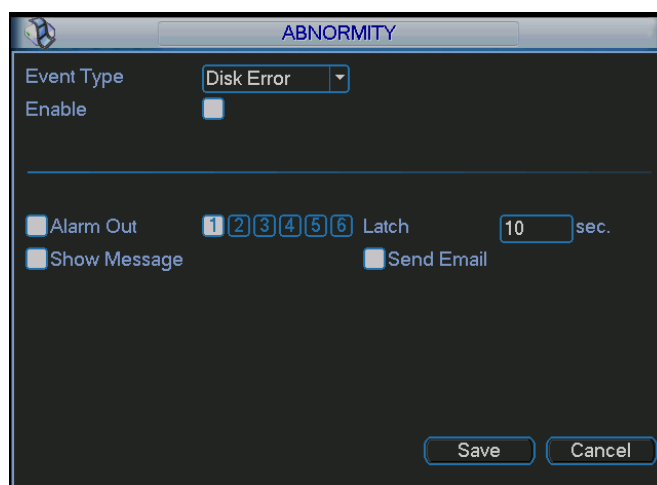 ABNORMITY
Event Type Disk Error
Enable
Alarm Out 1 2 3 4 5 6 Latch 10 sec.
Show Message Send Email
Save Cancel